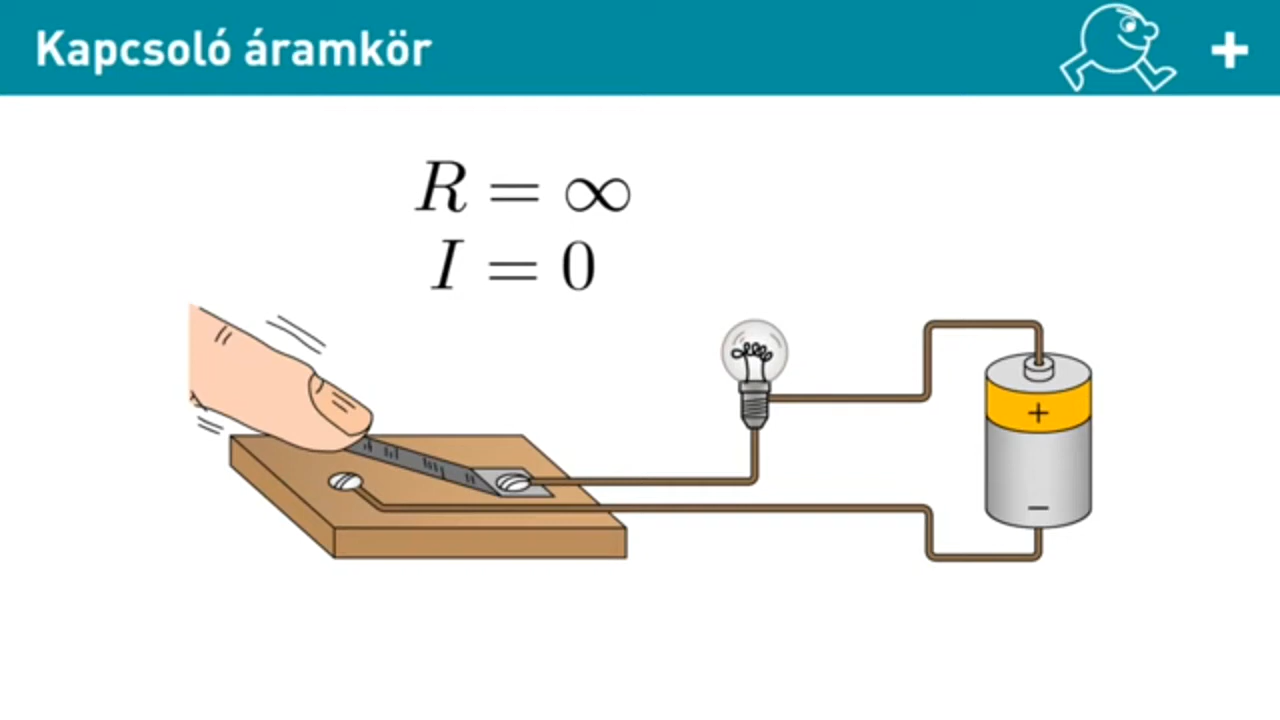 Kapcsoló áramkör
+
R = ∞
I = 0
+
−